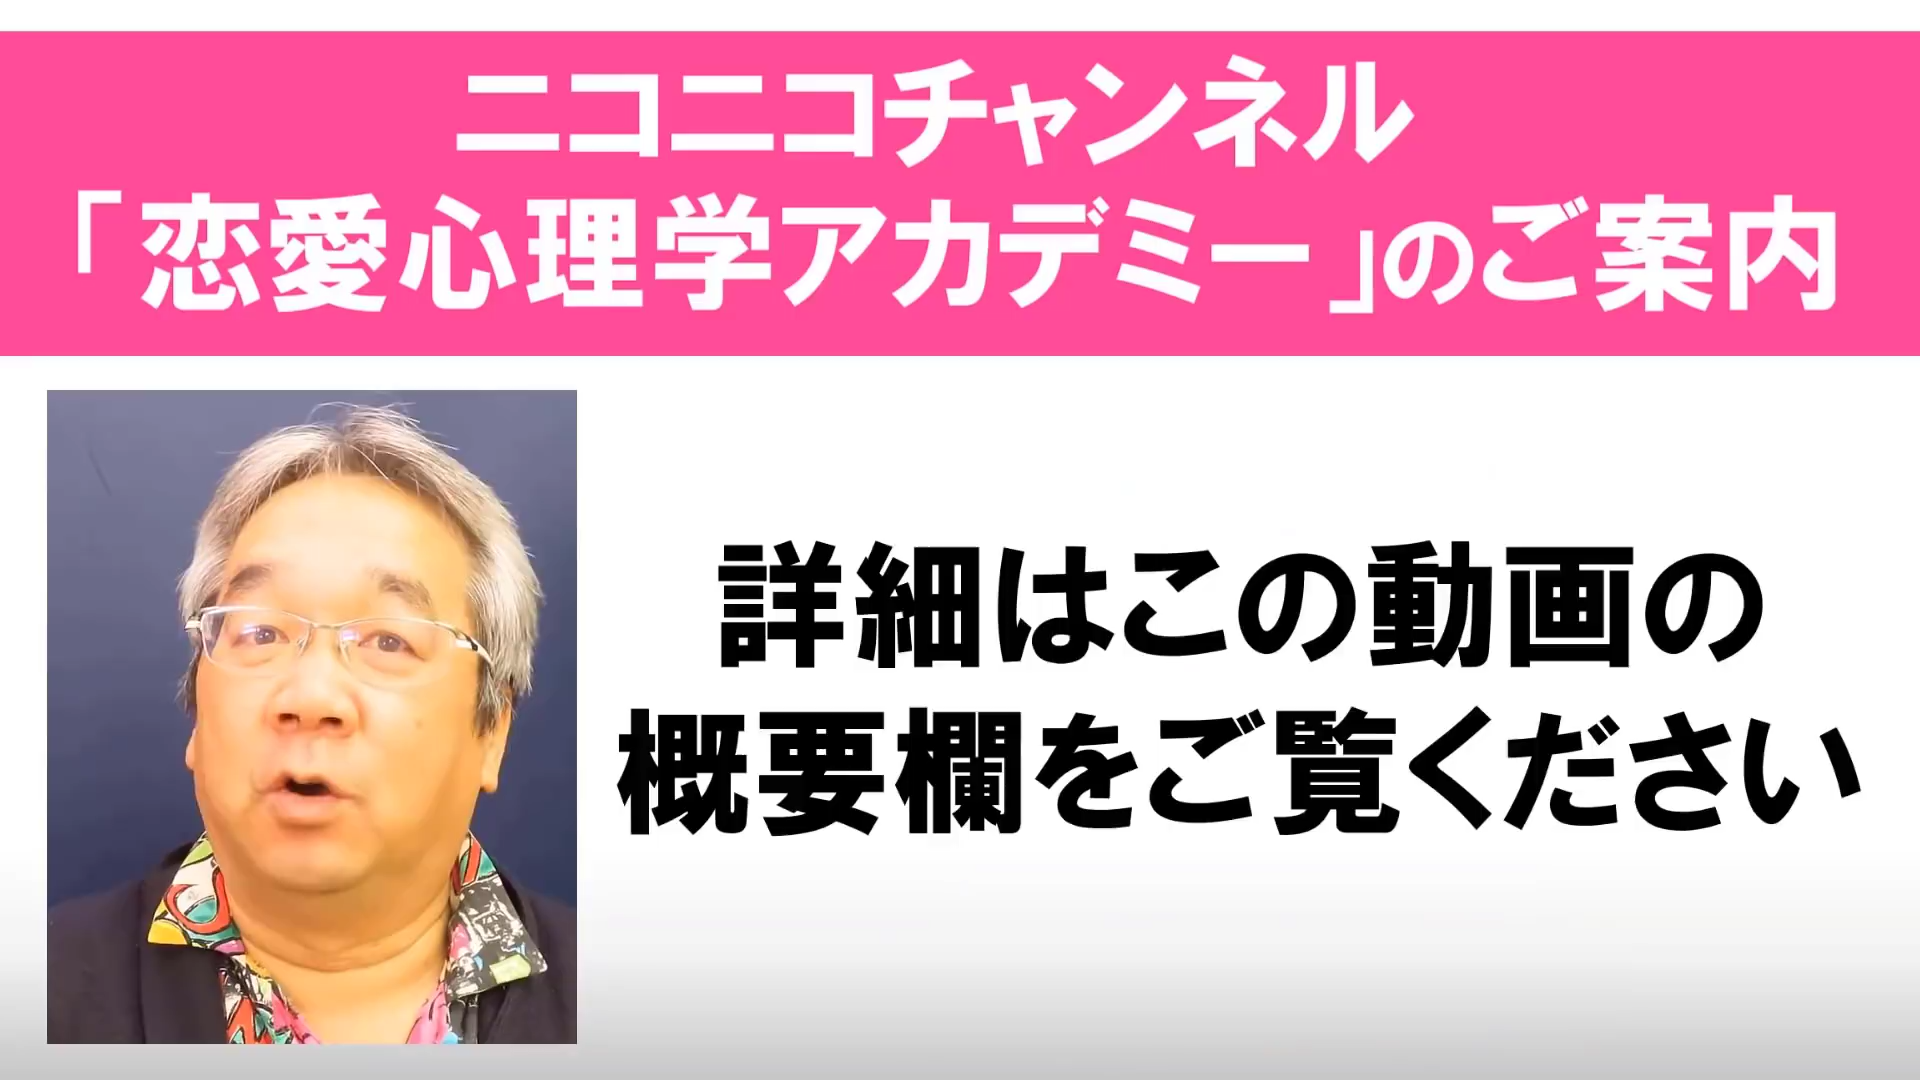 ニコニコチャンネル
「恋愛心理学アカデミー」のご案内
詳細はこの動画の
概要欄をご覧ください